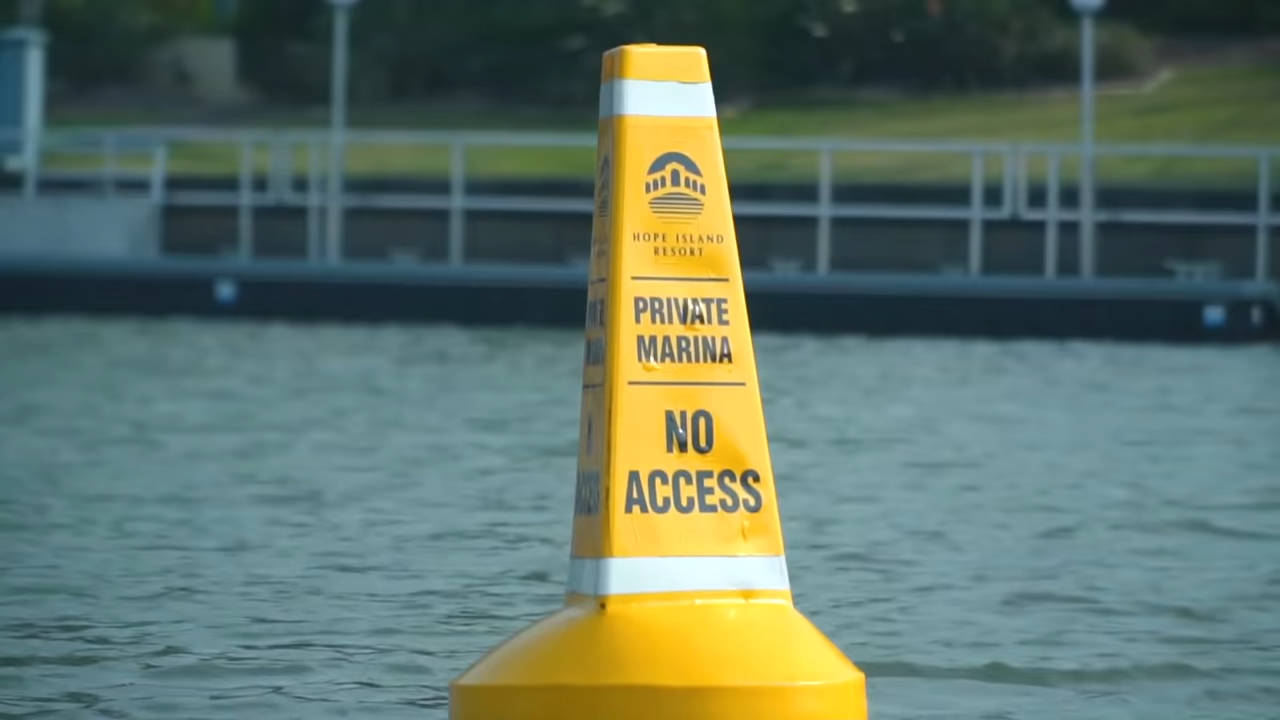 HOPE ISLAND
RESORT
PRIVATE
MARINA
NO
ACCESS